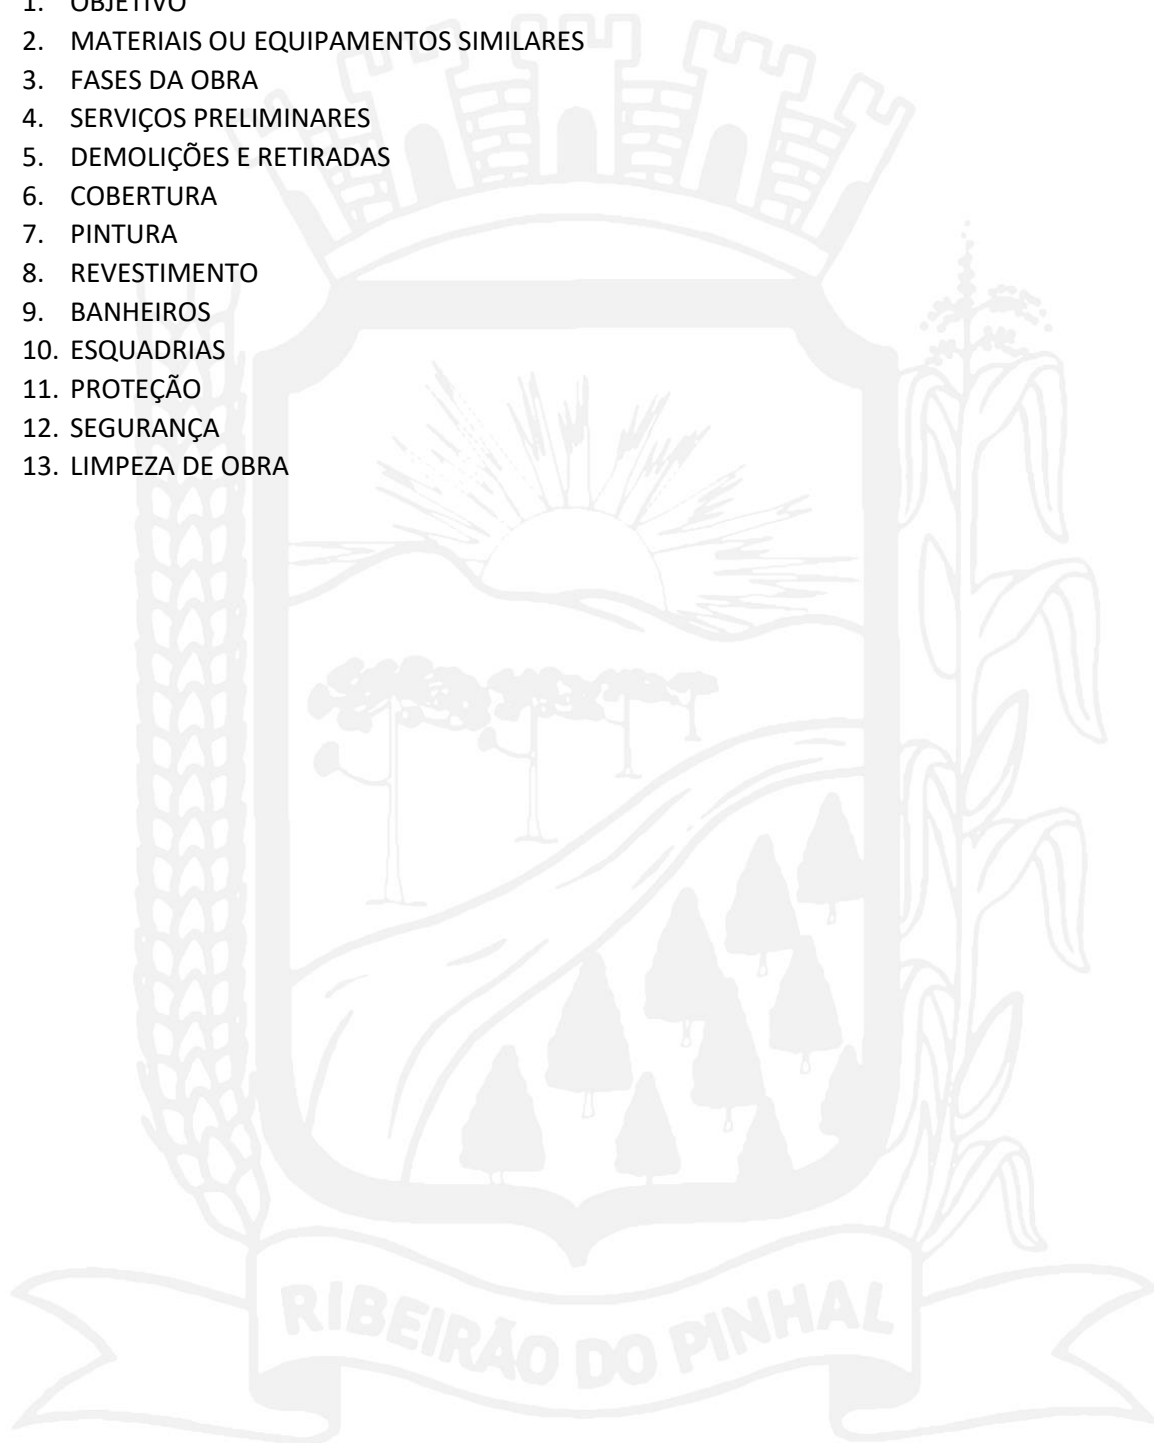 1. OBJETIVO
2. MATERIAIS OU EQUIPAMENTOS SIMILARES
3. FASES DA OBRA
4. SERVIÇOS PRELIMINARES
5. DEMOLIÇÕES E RETIRADAS
6. COBERTURA
7. PINTURA
8. REVESTIMENTO
9. BANHEIROS
10. ESQUADRIAS
11. PROTEÇÃO
12. SEGURANÇA
13. LIMPEZA DE OBRA
RIBEIRÃO DO PINHAL